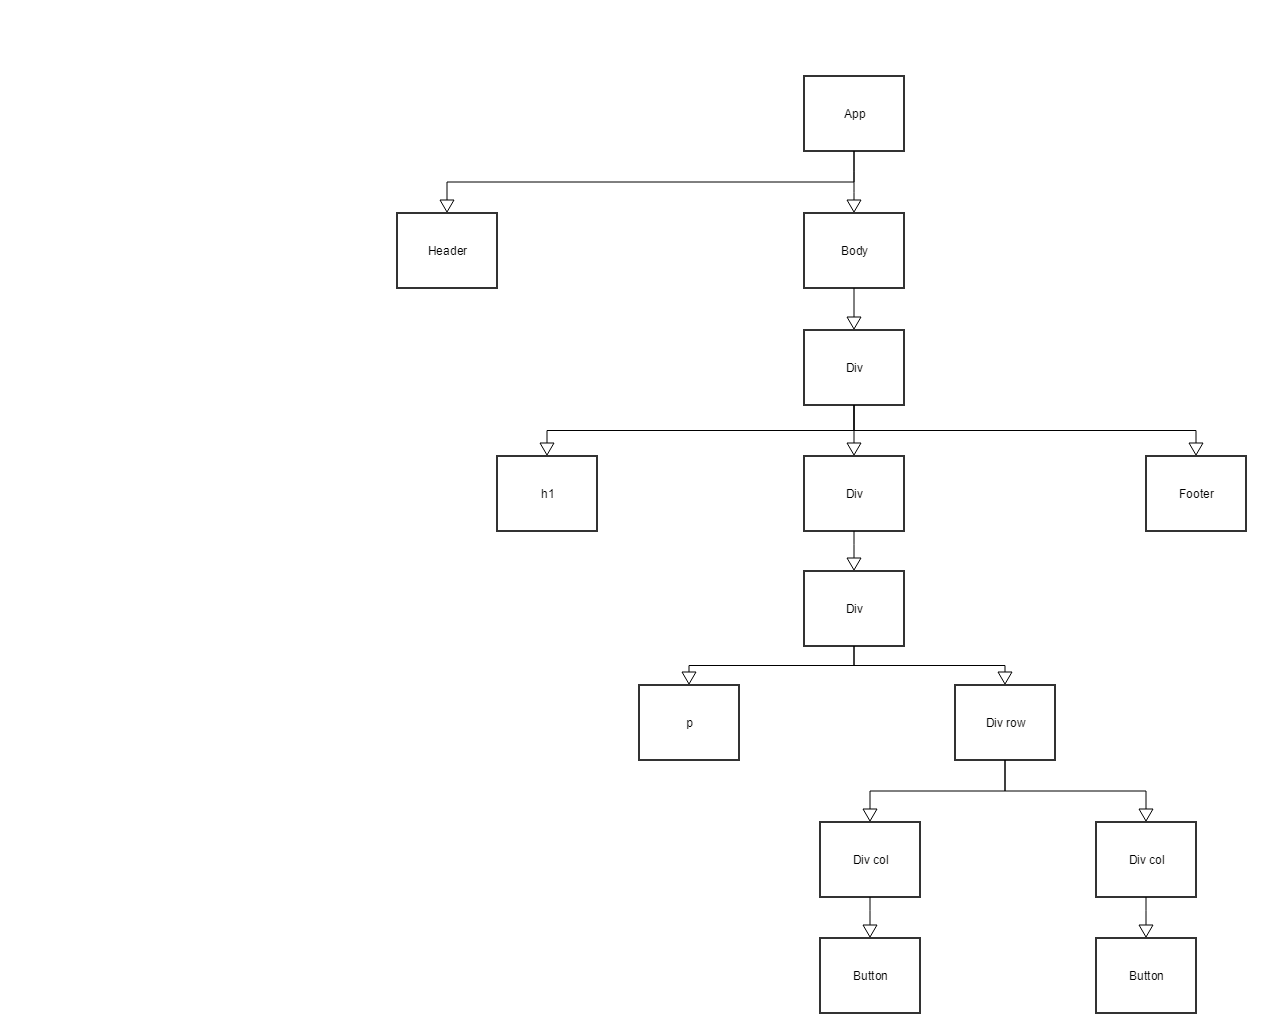 App
Header
Body
Div
h1
Div
Footer
Div
p
Div row
Div col
Div col
Button
Button